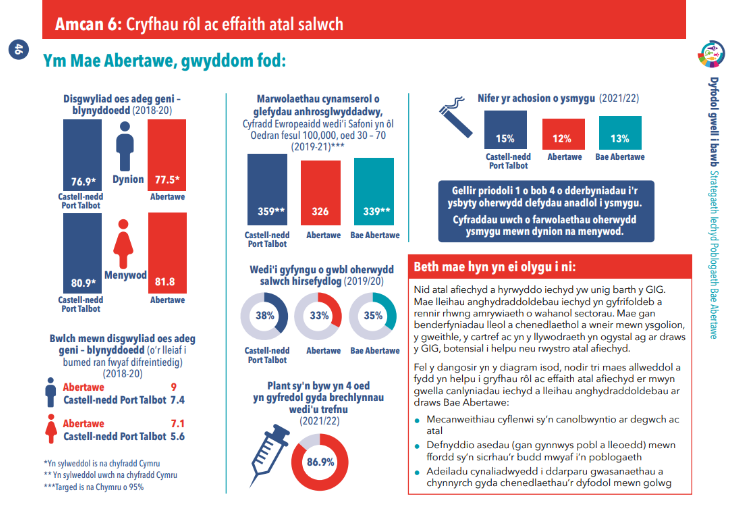 Amcan 6: Cryfhau rôl ac effaith atal salwch
46
Ym Mae Abertawe, gwyddom fod:
Disgwyliad oes adeg geni –
blynyddoedd (2018-20)
76.9*
Dynion
77.5*
Castell-nedd
Port Talbot
Abertawe
80.9*
Menywod
81.8
Castell-nedd
Port Talbot
Abertawe
Bwlch mewn disgwyliad oes adeg
geni – blynyddoedd (o'r lleiaf i
bumed ran fwyaf difreintiedig)
(2018-20)
Abertawe 9
Castell-nedd Port Talbot 7.4
Abertawe 7.1
Castell-nedd Port Talbot 5.6
*Yn sylweddol is na chyfradd Cymru
** Yn sylweddol uwch na chyfradd Cymru
***Targed is na Chymru o 95%
Marwolaethau cynamserol o
glefydau anhrosglwyddadwy,
Cyfradd Ewropeaidd wedi'i Safoni yn ôl
Oedran fesul 100,000, oed 30 – 70
(2019-21)***
359**
326
339**
Castell-nedd
Port Talbot
Abertawe
Bae Abertawe
Wedi'i gyfyngu o gwbl oherwydd
salwch hirsefydlog (2019/20)
38%
33%
35%
Castell-nedd
Port Talbot
Abertawe
Bae Abertawe
Plant sy'n byw yn 4 oed
yn gyfredol gyda brechlynnau
wedi'u trefnu
(2021/22)
86.9%
Nifer yr achosion o ysmygu (2021/22)
15%
12%
13%
Castell-nedd
Port Talbot
Abertawe
Bae Abertawe
Gellir priodoli 1 o bob 4 o dderbyniadau i'r
ysbyty oherwydd clefydau anadlol i ysmygu.
Cyfraddau uwch o farwolaethau oherwydd
ysmygu mewn dynion na menywod.
Beth mae hyn yn ei olygu i ni:
Nid atal afiechyd a hyrwyddo iechyd yw unig barth y GIG.
Mae lleihau anghydraddoldebau iechyd yn gyfrifoldeb a
rennir rhwng amrywiaeth o wahanol sectorau. Mae gan
benderfyniadau lleol a chenedlaethol a wneir mewn ysgolion,
y gweithle, y cartref ac yn y llywodraeth yn ogystal ag ar draws
y GIG, botensial i helpu neu rwystro atal afiechyd.
Fel y dangosir yn y diagram isod, nodir tri maes allweddol a
fydd yn helpu i gryfhau rôl ac effaith atal afiechyd er mwyn
gwella canlyniadau iechyd a lleihau anghydraddoldebau ar
draws Bae Abertawe:
• Mecanweithiau cyflenwi sy'n canolbwyntio ar degwch ac
atal
• Defnyddio asedau (gan gynnwys pobl a lleoedd) mewn
ffordd sy'n sicrhau'r budd mwyaf i'n poblogaeth
• Adeiladu cynaliadwyedd i ddarparu gwasanaethau a
chynnyrch gyda chenedlaethau'r dyfodol mewn golwg
Dyfodol gwell i bawb Strategaeth Iechyd Poblogaeth Bae Abertawe